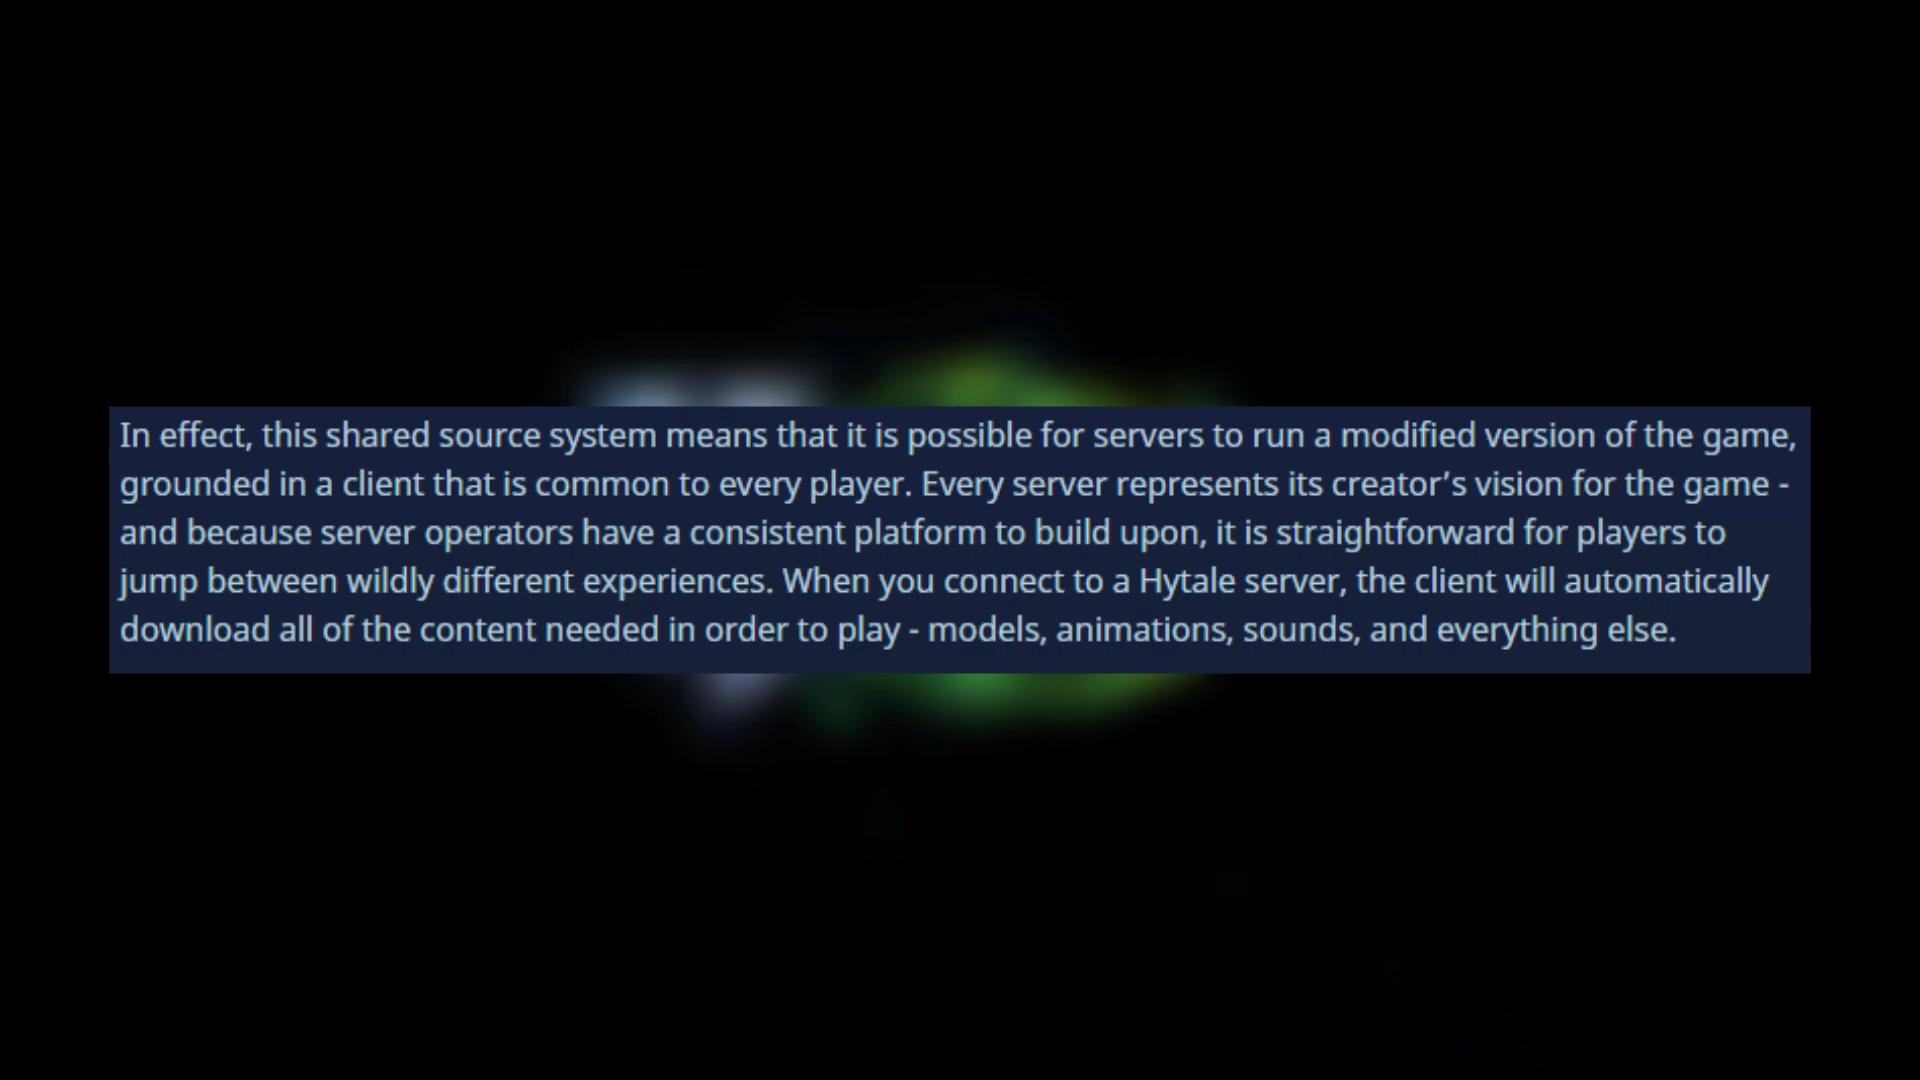 In effect, this shared source system means that it is possible for servers to run a modified version of the game,
grounded in a client that is common to every player. Every server represents its creator’s vision for the game -
and because server operators have a consistent platform to build upon, it is straightforward for players to
jump between wildly different experiences. When you connect to a Hytale server, the client will automatically
download all of the content needed in order to play - models, animations, sounds, and everything else.